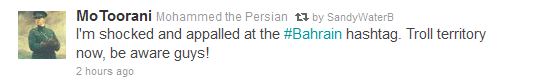 MoToorani Mohammed the Persian by SandyWaterB
I'm shocked and appalled at the #Bahrain hashtag. Troll territory
now, be aware guys!
2 hours ago